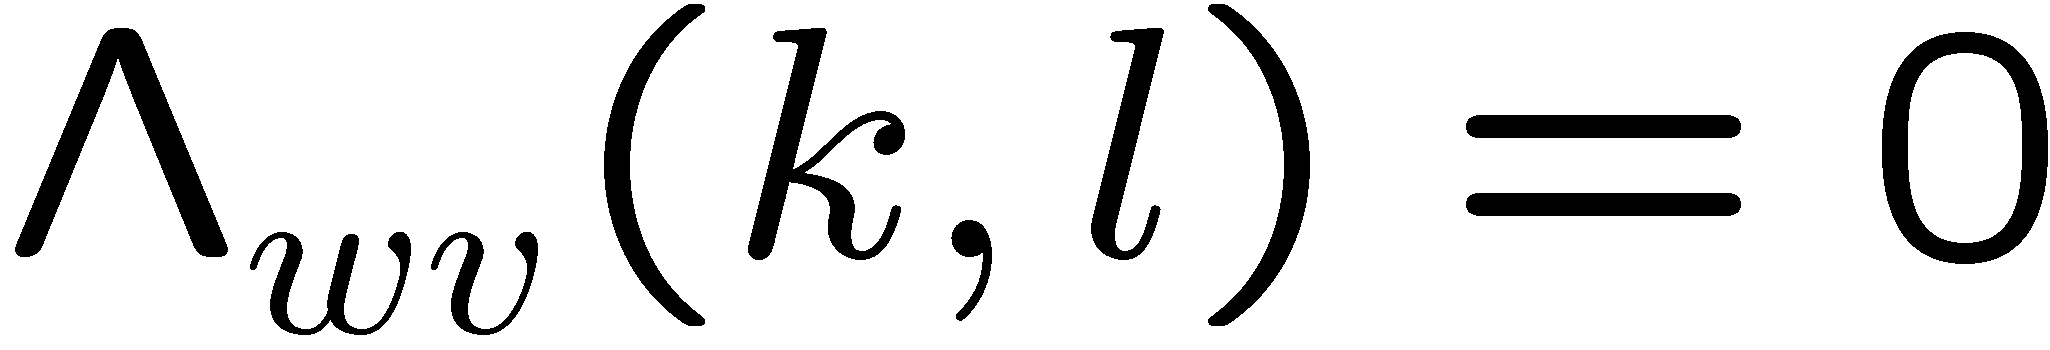 Λ_{wv}(k, l) = 0